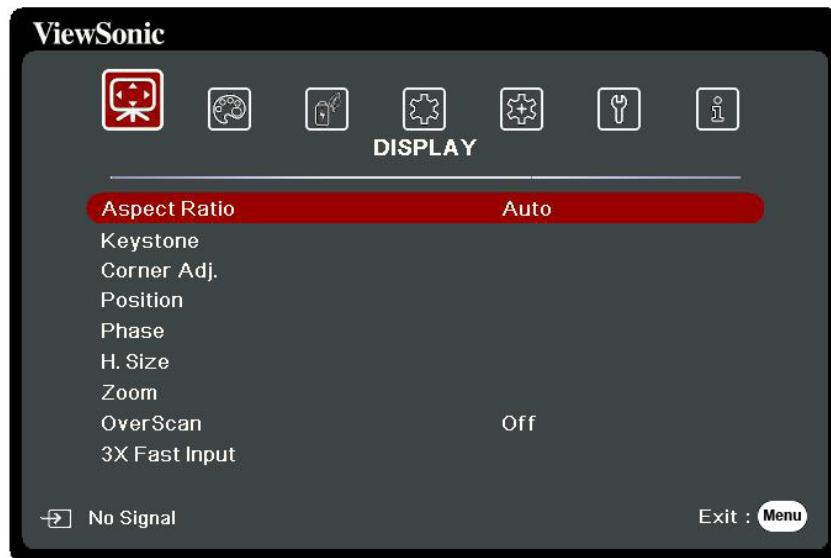 ViewSonic
DISPLAY
Aspect Ratio Auto
Keystone
Corner Adj.
Position
Phase
H. Size
Zoom
OverScan Off
3X Fast Input
No Signal Exit : Menu